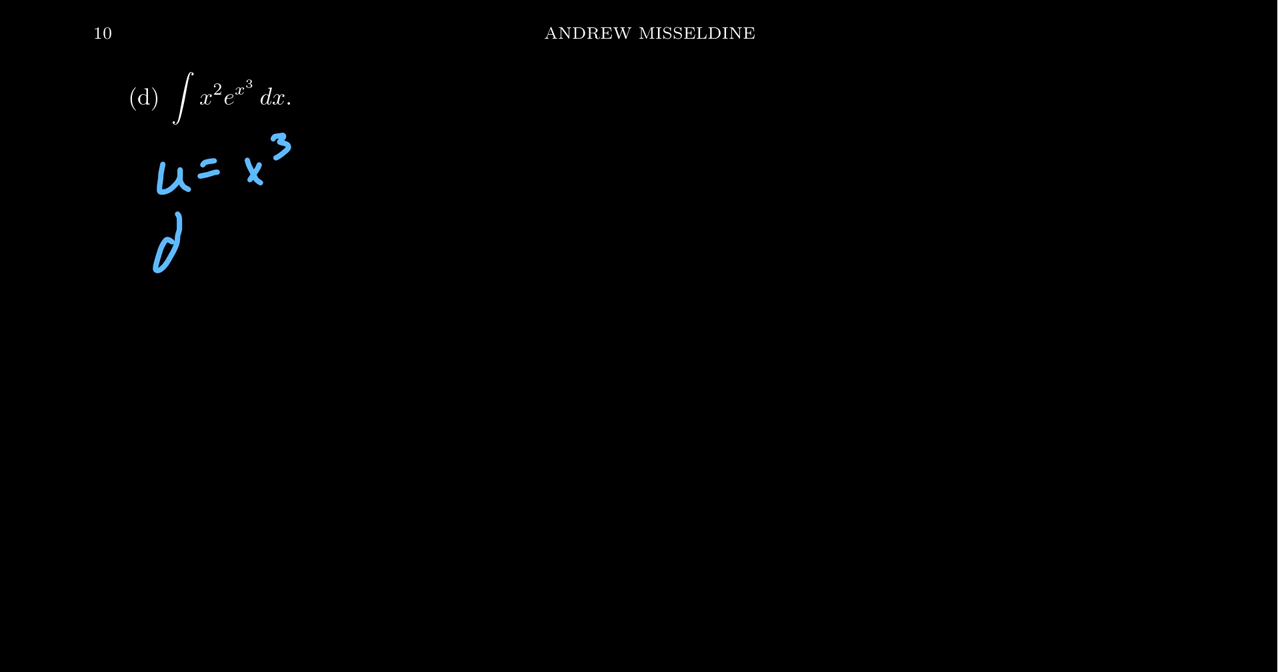 10 ANDREW MISSELDINE
(d) ∫ x²e^{x³} dx.
u = x³
d